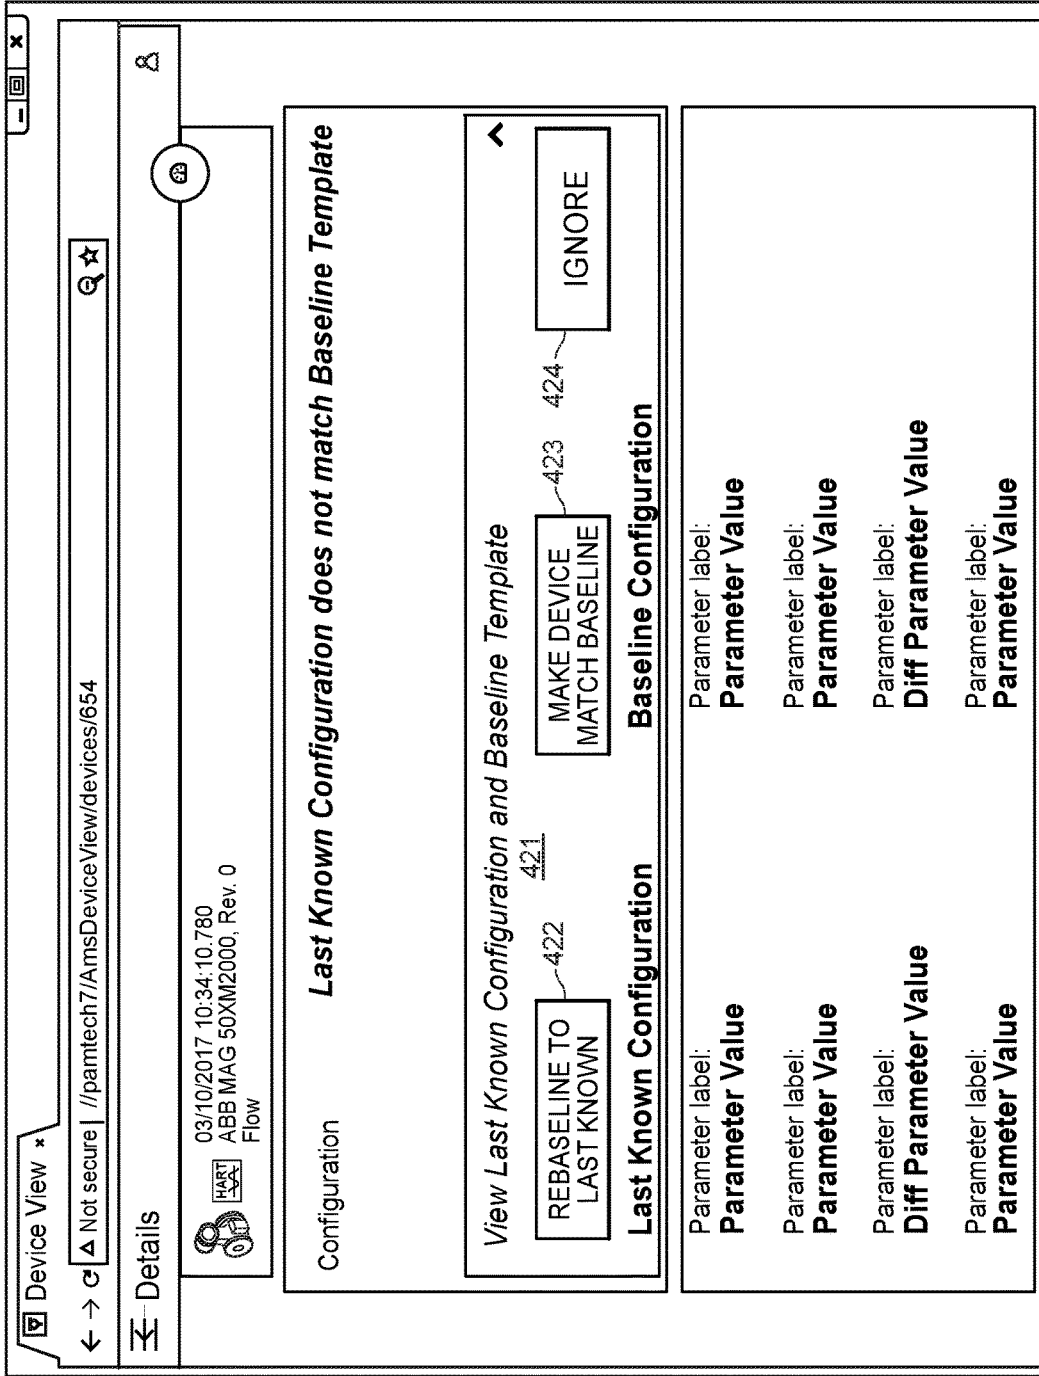 Device View ×
Not secure | //pamtech7/AmsDeviceView/devices/654
Details
03/10/2017 10:34:10.780
HART
ABB MAG 50XM2000, Rev. 0
Flow
Configuration
Last Known Configuration does not match Baseline Template
View Last Known Configuration and Baseline Template
421
REBASELINE TO
LAST KNOWN
422
MAKE DEVICE
MATCH BASELINE
423
424
IGNORE
Last Known Configuration Baseline Configuration
Parameter label: Parameter label:
Parameter Value Parameter Value
Parameter label: Parameter label:
Parameter Value Parameter Value
Parameter label: Parameter label:
Diff Parameter Value Diff Parameter Value
Parameter label: Parameter label:
Parameter Value Parameter Value